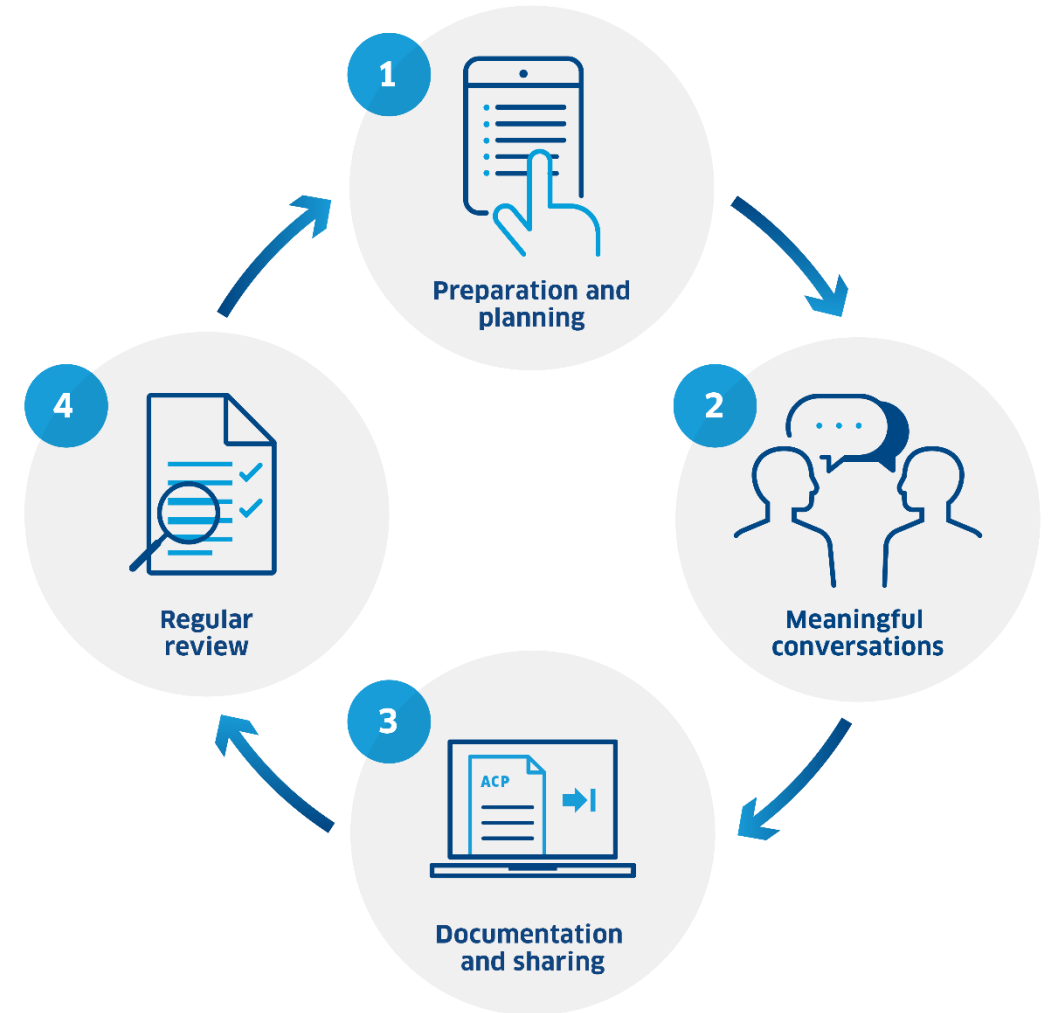 1
Preparation and
planning
2
Meaningful
conversations
3
ACP
Documentation
and sharing
4
Regular
review